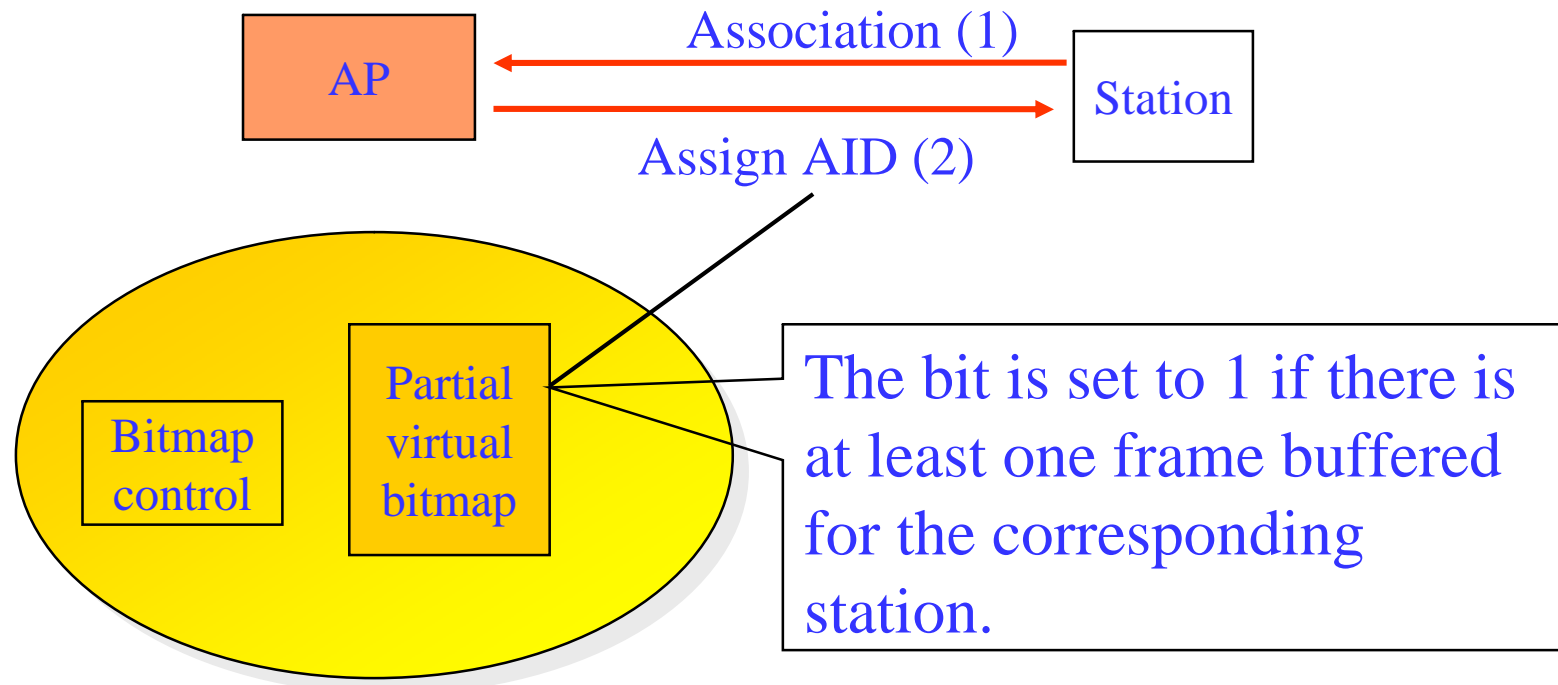 Association (1)
AP
Station
Assign AID (2)
Partial
virtual
bitmap
Bitmap
control
The bit is set to 1 if there is
at least one frame buffered
for the corresponding
station.